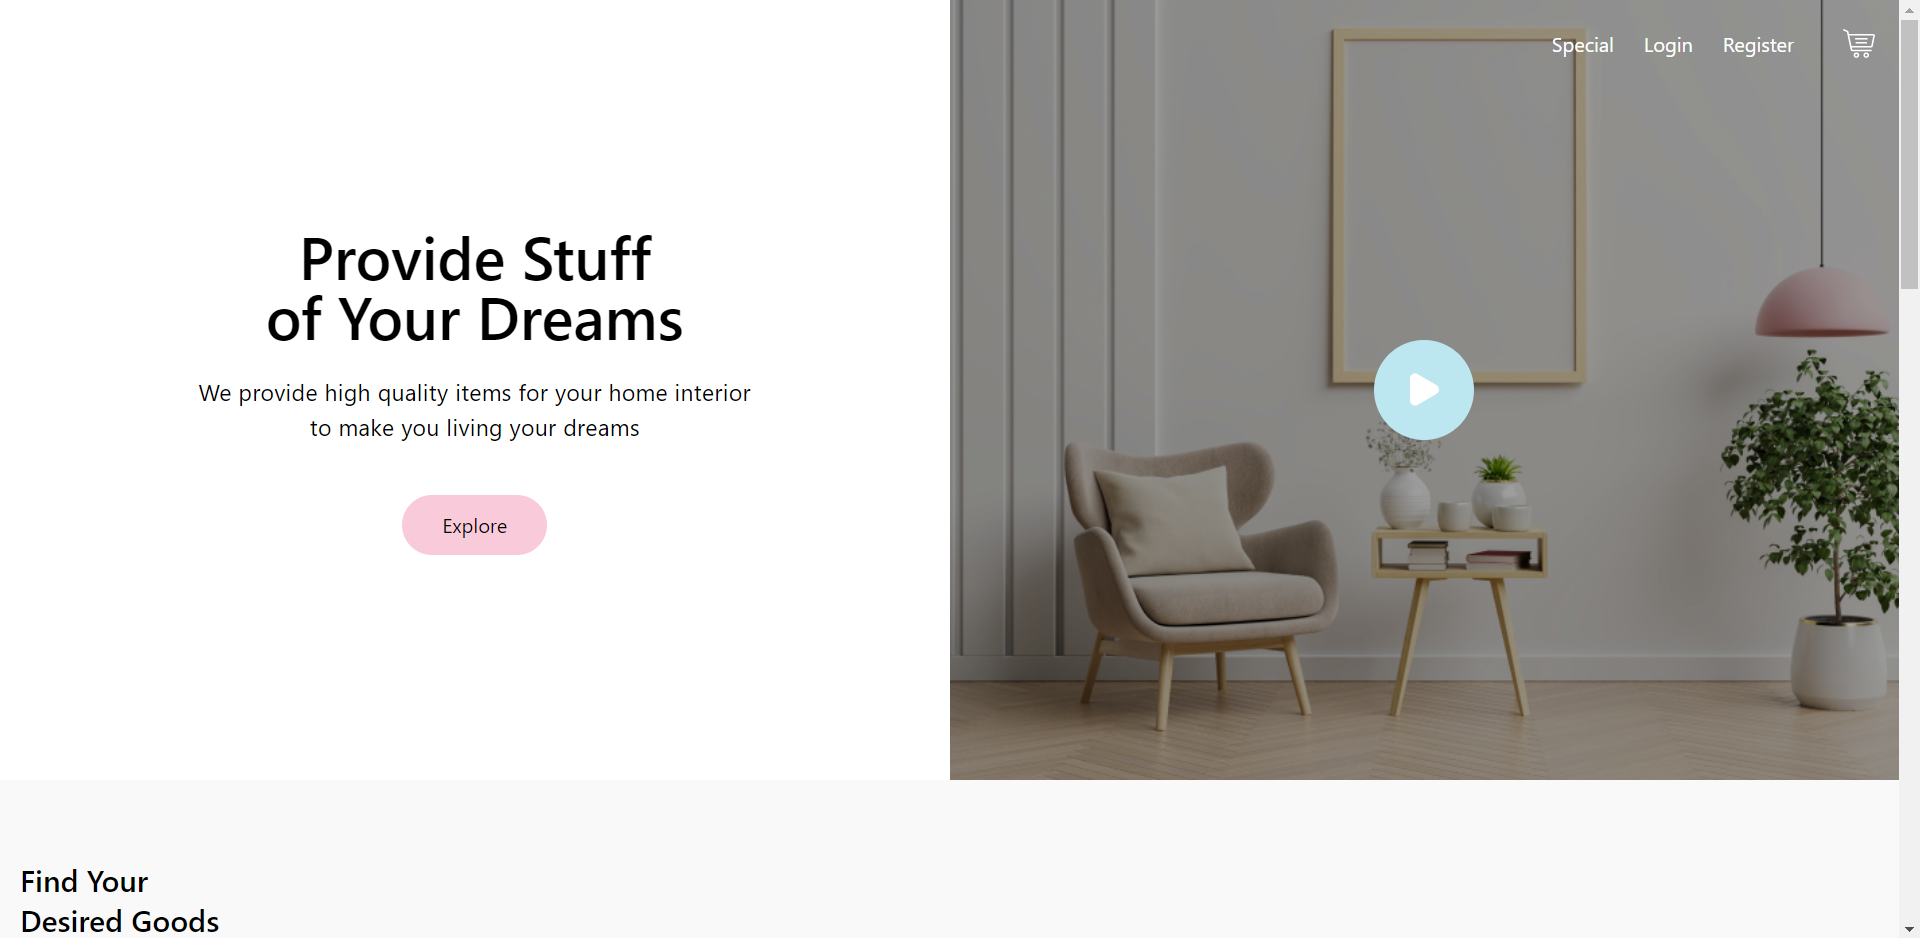 Special Login Register
Provide Stuff
of Your Dreams
We provide high quality items for your home interior
to make you living your dreams
Explore
Find Your
Desired Goods